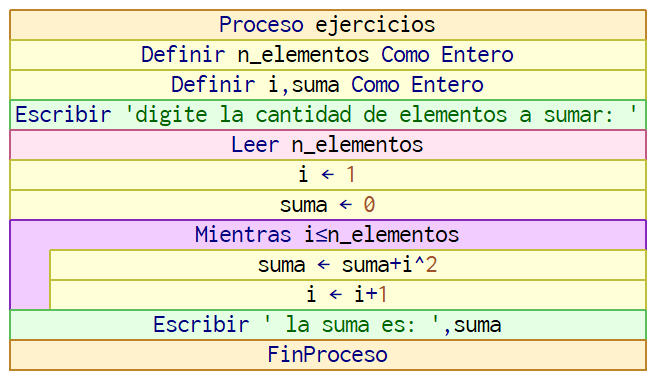 Proceso ejercicios
Definir n_elementos Como Entero
Definir i,suma Como Entero
Escribir 'digite la cantidad de elementos a sumar: '
Leer n_elementos
i ← 1
suma ← 0
Mientras i≤n_elementos
suma ← suma+i^2
i ← i+1
Escribir ' la suma es: ',suma
FinProceso